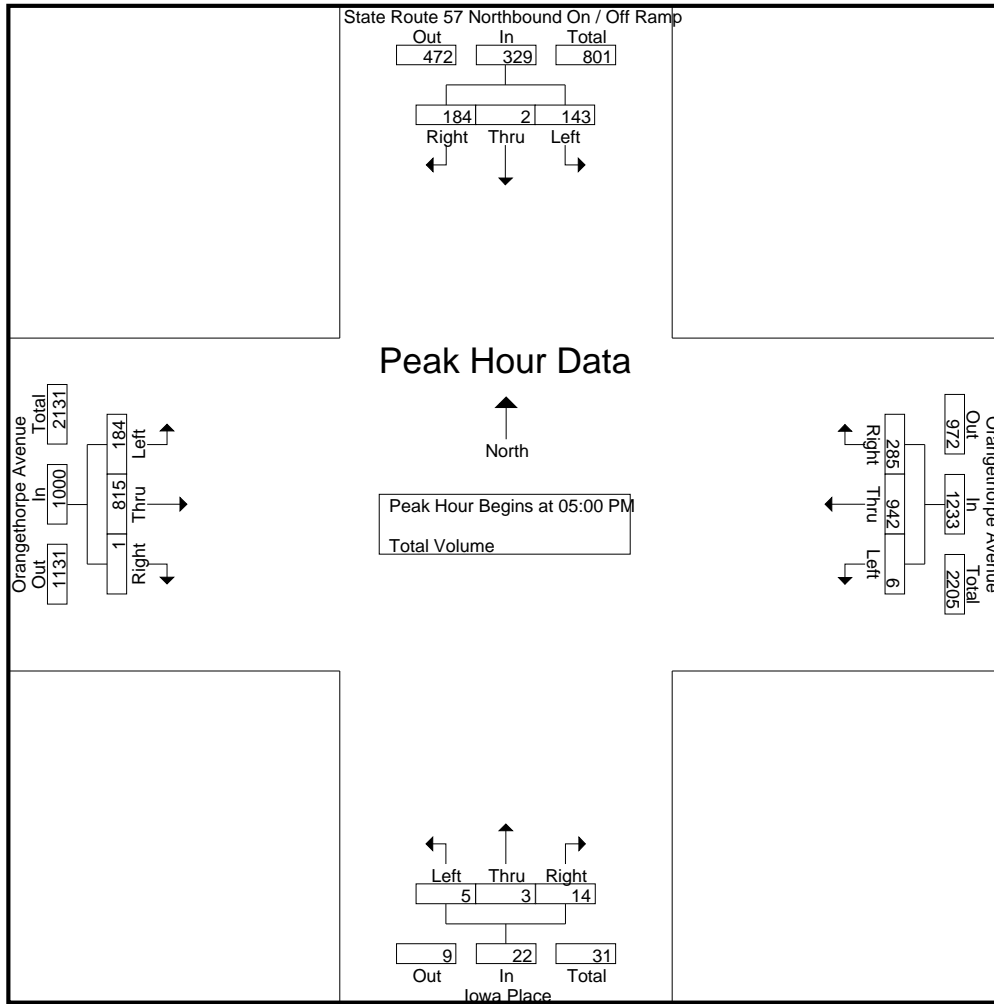 State Route 57 Northbound On / Off Ramp
Out In Total
472 329 801
184 2 143
Right Thru Left
Peak Hour Data
North
Peak Hour Begins at 05:00 PM
Total Volume
Orangethorpe Avenue
Out In Total
1131 1000 2131
Left Thru Right
184 815 1
Orangethorpe Avenue
Out In Total
972 1233 2205
Right Thru Left
285 942 6
Left Thru Right
5 3 14
9 22 31
Out In Total
Iowa Place